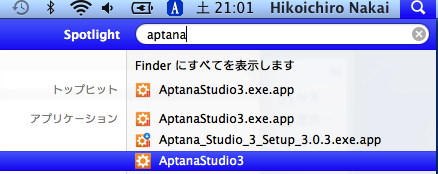 A 土 21:01 Hikoichiro Nakai
Spotlight aptana
Finder にすべてを表示します
トップヒット AptanaStudio3.exe.app
アプリケーション AptanaStudio3.exe.app
Aptana_Studio_3_Setup_3.0.3.exe.app
AptanaStudio3